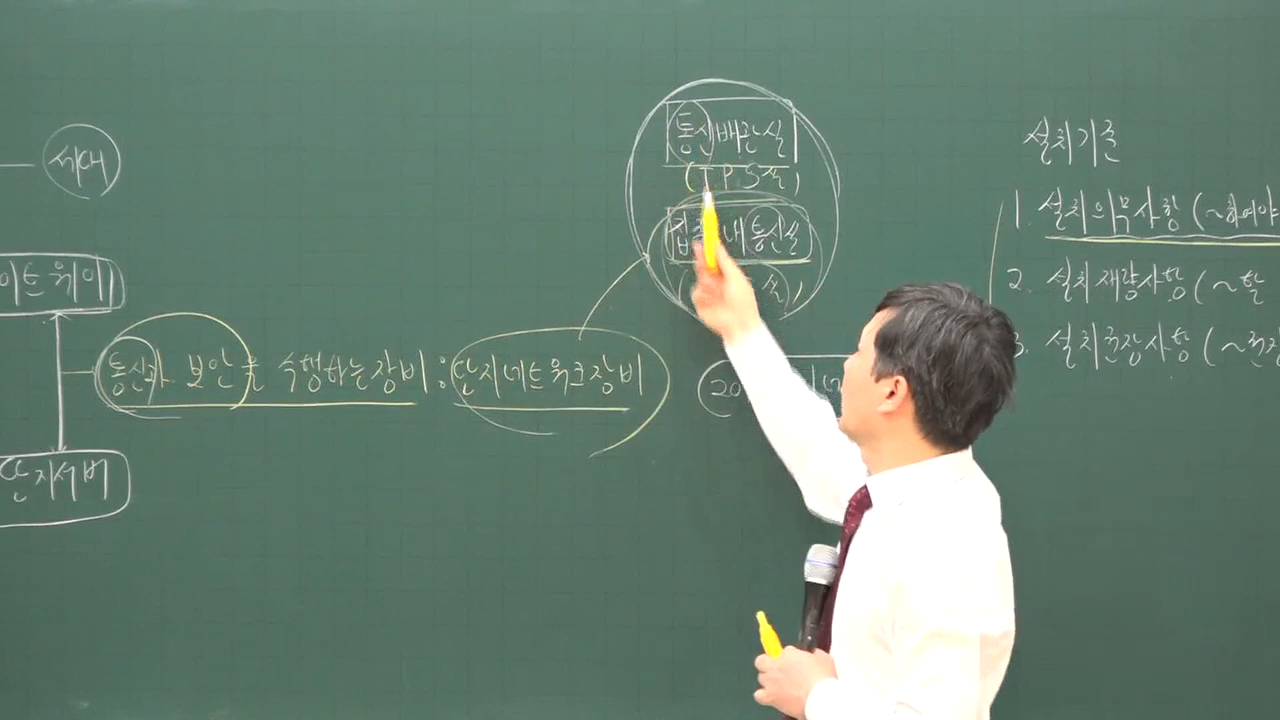 세대
이트웨이
단지서버
통신과 보안을 수행하는 장비 : 단지네트워크장비
통신배관실
(TPS실)
내통신실
실)
20
설치기준
1. 설치의무사항 (~하여야
2. 설치재량사항 (~할
3. 설치권장사항 (~권장